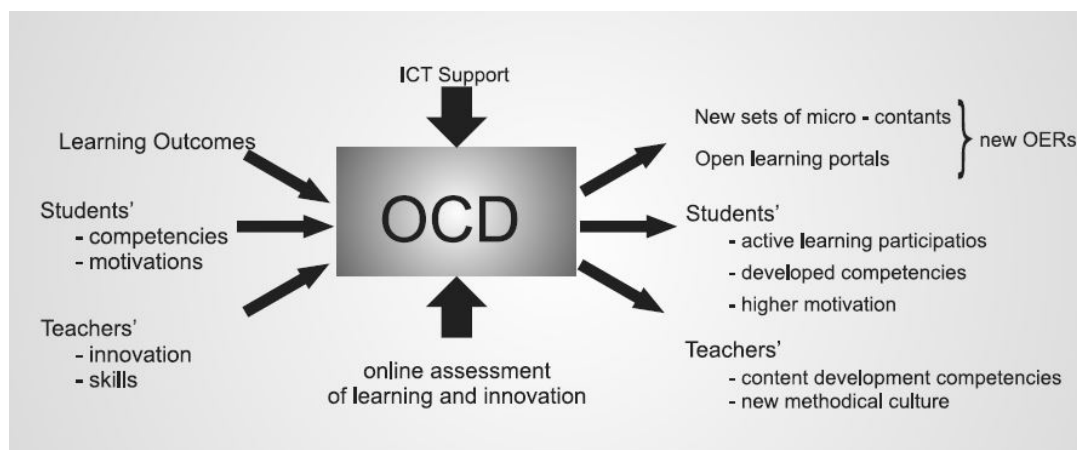 ICT Support
Learning Outcomes
Students’
- competencies
- motivations
Teachers’
- innovation
- skills
OCD
online assessment
of learning and innovation
New sets of micro - contants
Open learning portals
new OERs
Students’
- active learning participatios
- developed competencies
- higher motivation
Teachers’
- content development competencies
- new methodical culture